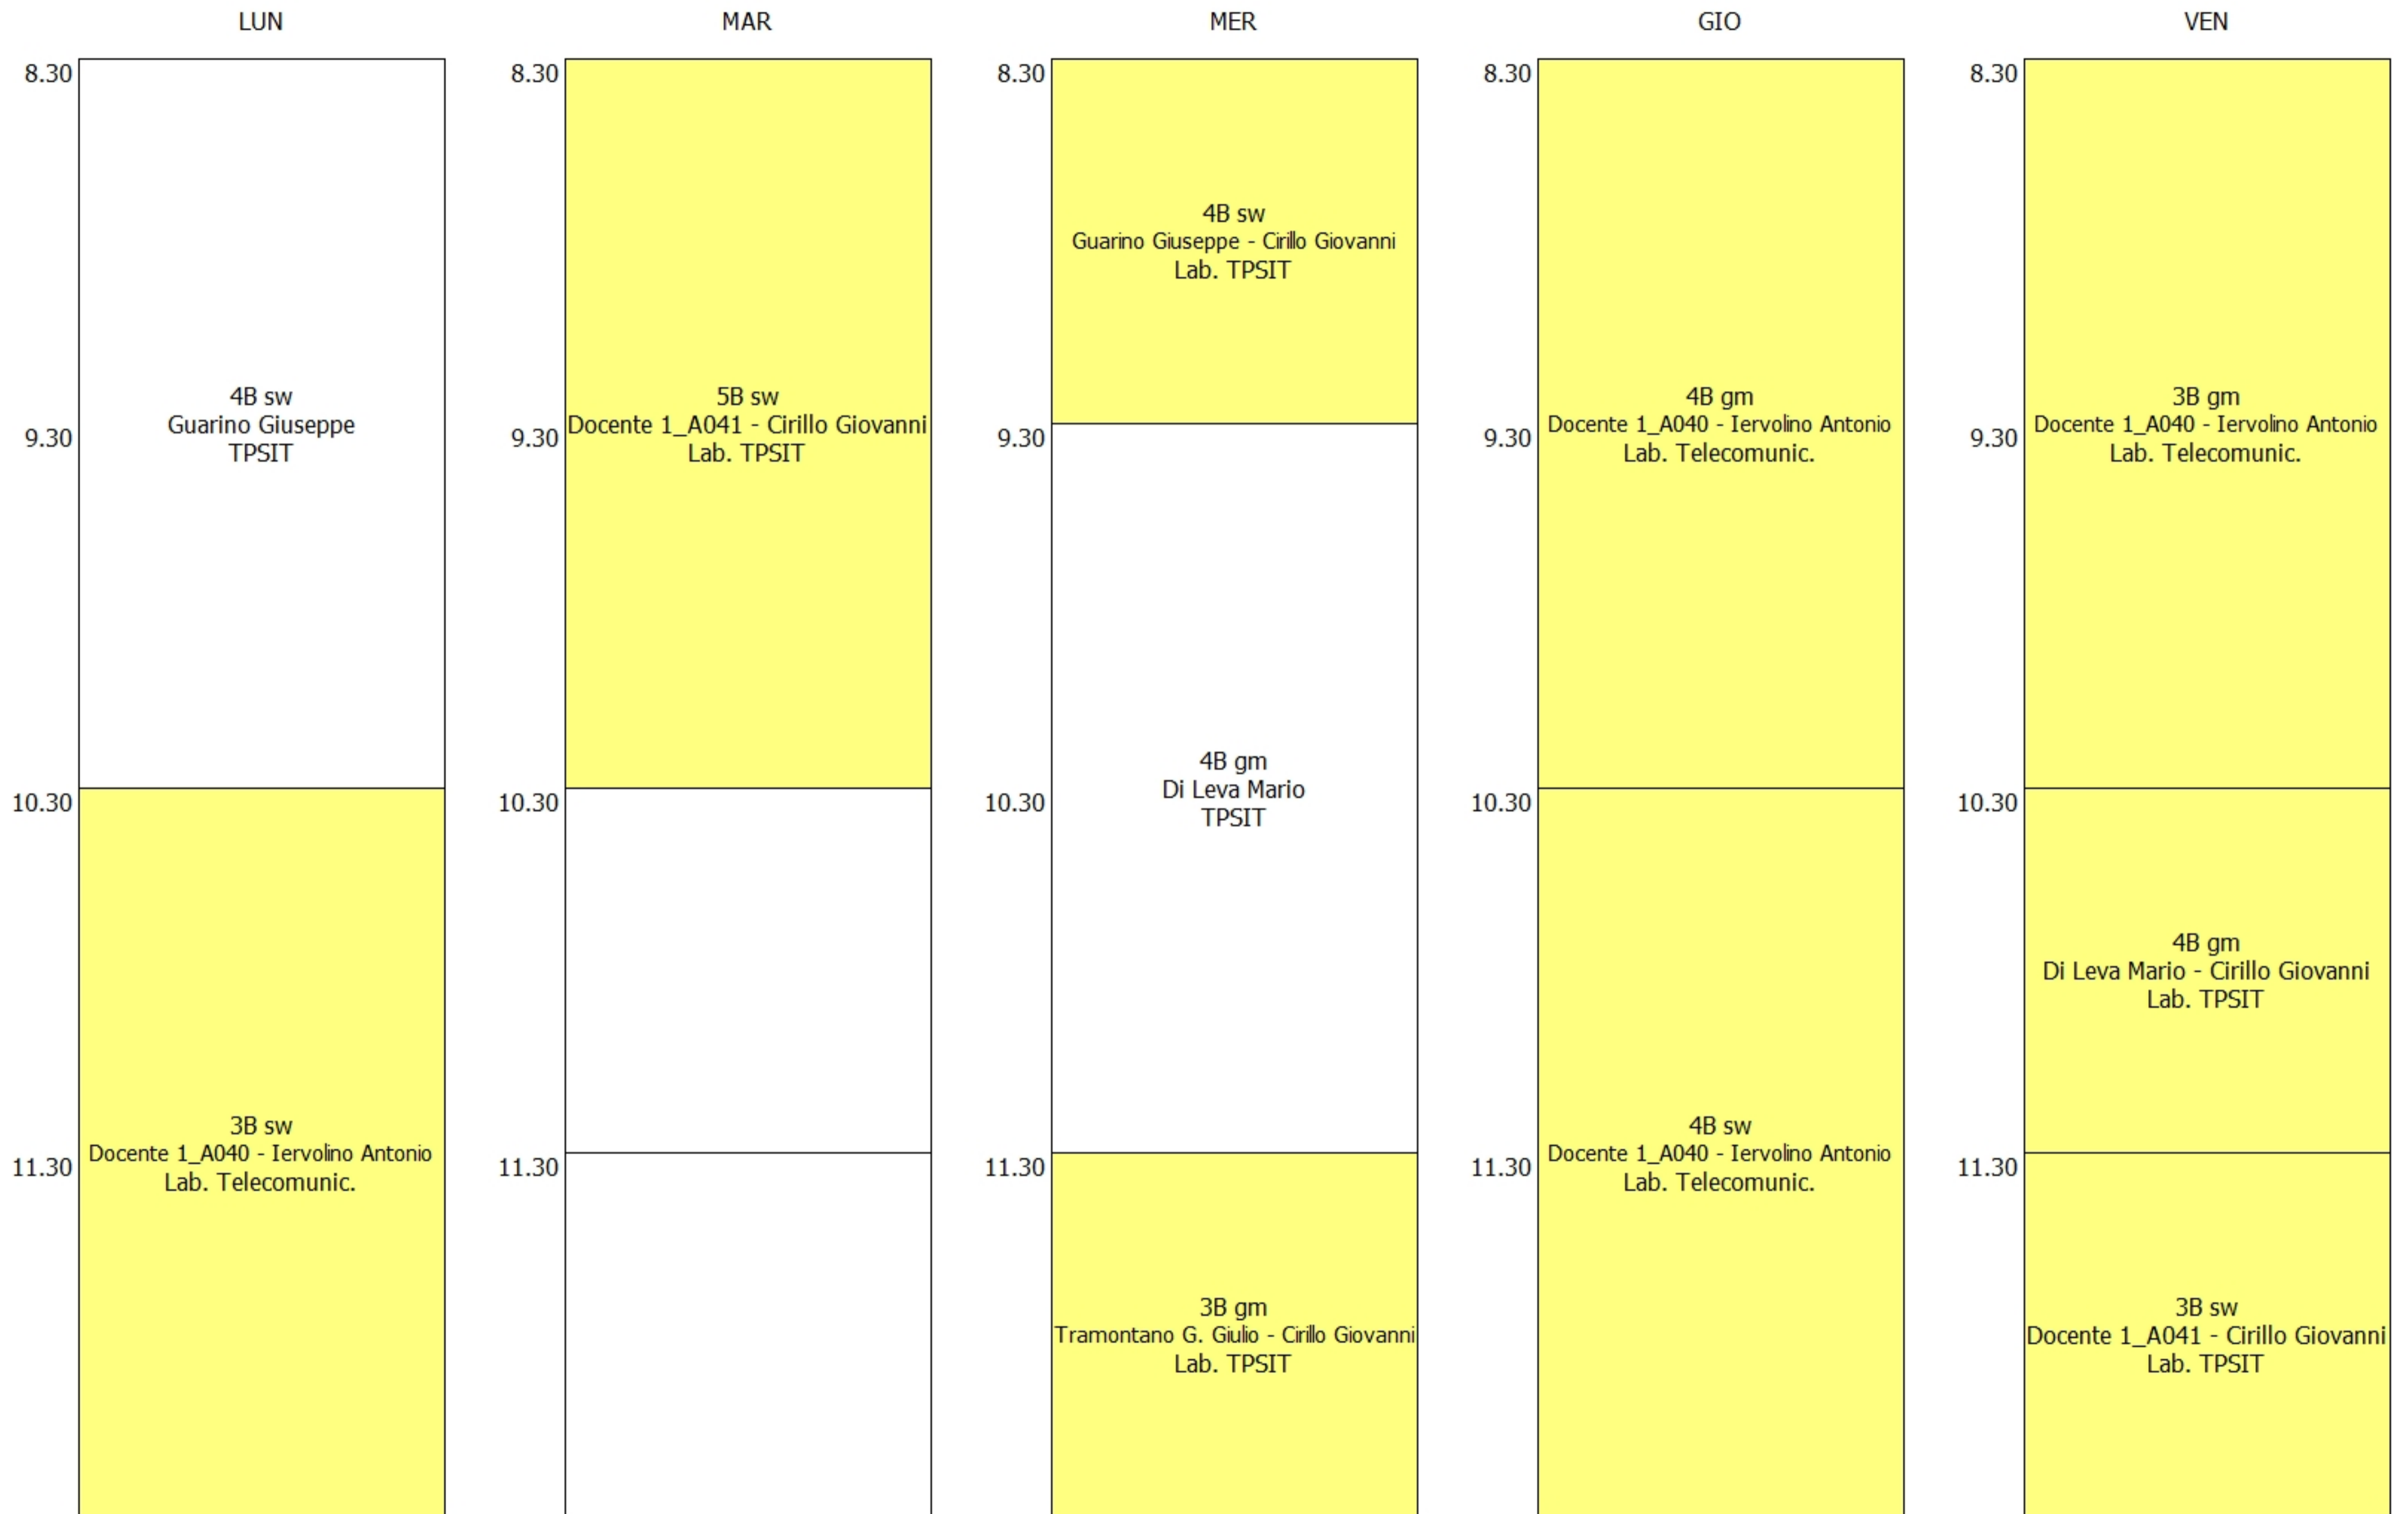 LUN
8.30
4B sw
Guarino Giuseppe
TPSIT
9.30
10.30
3B sw
Docente 1_A040 - Iervolino Antonio
Lab. Telecomunic.
11.30
MAR
8.30
5B sw
Docente 1_A041 - Cirillo Giovanni
Lab. TPSIT
9.30
10.30
11.30
MER
8.30
4B sw
Guarino Giuseppe - Cirillo Giovanni
Lab. TPSIT
9.30
4B gm
Di Leva Mario
TPSIT
10.30
11.30
3B gm
Tramontano G. Giulio - Cirillo Giovanni
Lab. TPSIT
GIO
8.30
4B gm
Docente 1_A040 - Iervolino Antonio
Lab. Telecomunic.
9.30
10.30
4B sw
Docente 1_A040 - Iervolino Antonio
Lab. Telecomunic.
11.30
VEN
8.30
3B gm
Docente 1_A040 - Iervolino Antonio
Lab. Telecomunic.
9.30
10.30
4B gm
Di Leva Mario - Cirillo Giovanni
Lab. TPSIT
11.30
3B sw
Docente 1_A041 - Cirillo Giovanni
Lab. TPSIT